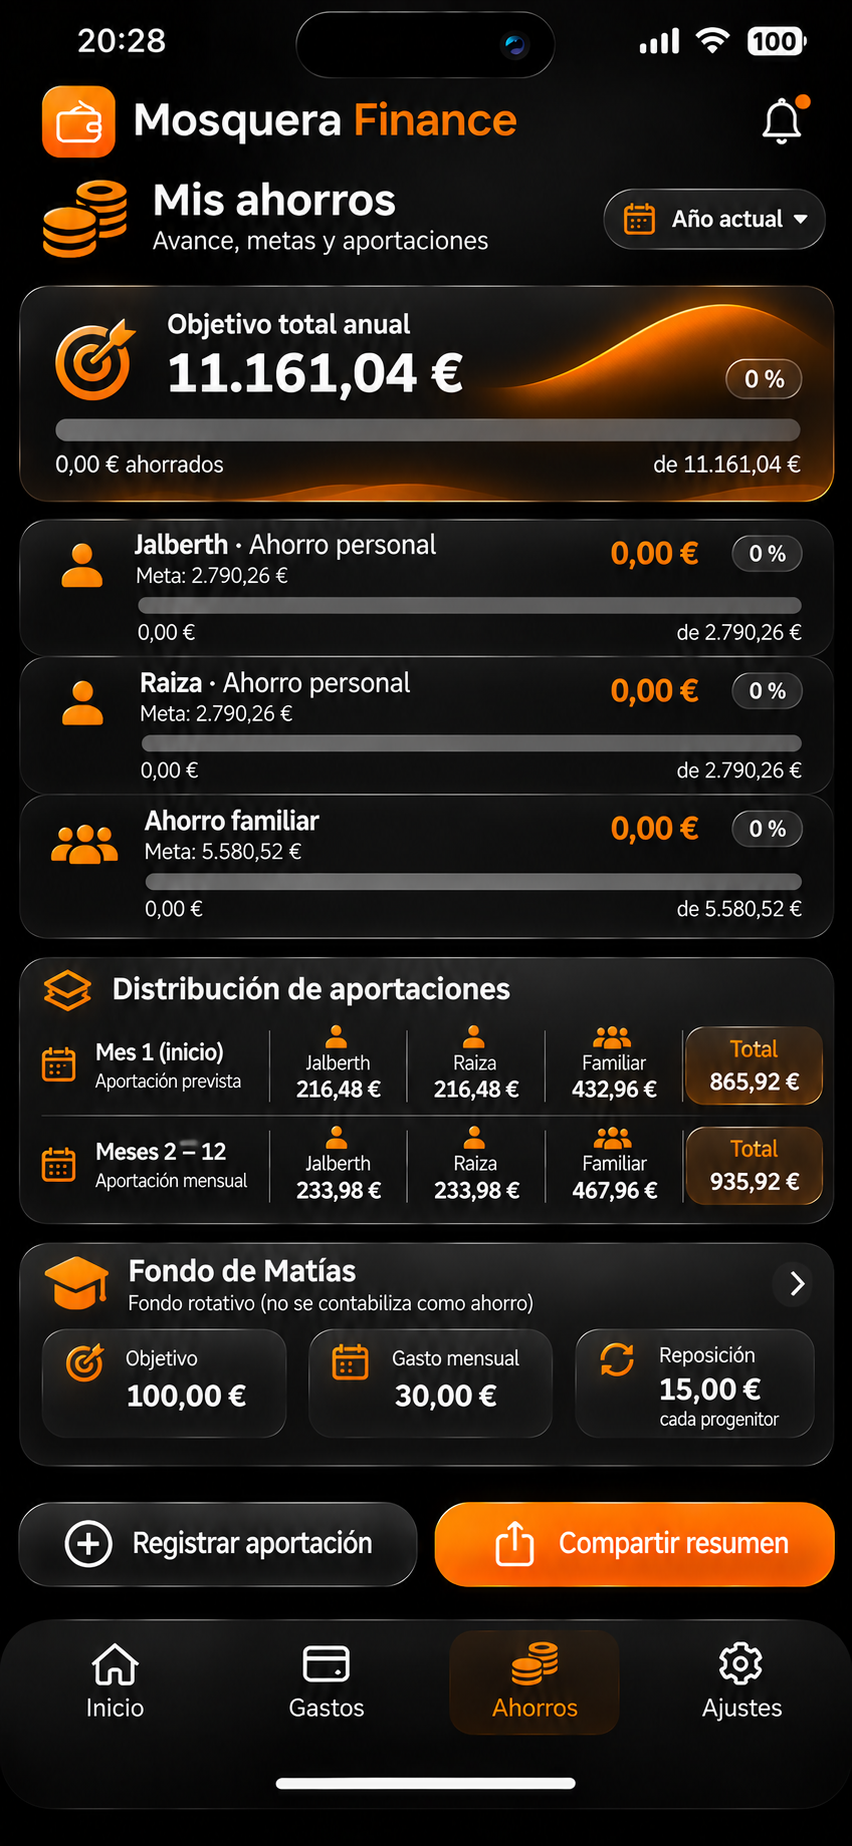 20:28
100
Mosquera Finance
Mis ahorros
Avance, metas y aportaciones
Año actual
Objetivo total anual
11.161,04 €
0 %
0,00 € ahorrados
de 11.161,04 €
Jalberth · Ahorro personal
0,00 €
0 %
Meta: 2.790,26 €
0,00 €
de 2.790,26 €
Raiza · Ahorro personal
0,00 €
0 %
Meta: 2.790,26 €
0,00 €
de 2.790,26 €
Ahorro familiar
0,00 €
0 %
Meta: 5.580,52 €
0,00 €
de 5.580,52 €
Distribución de aportaciones
Mes 1 (inicio)
Aportación prevista
Jalberth
216,48 €
Raiza
216,48 €
Familiar
432,96 €
Total
865,92 €
Meses 2 – 12
Aportación mensual
Jalberth
233,98 €
Raiza
233,98 €
Familiar
467,96 €
Total
935,92 €
Fondo de Matías
Fondo rotativo (no se contabiliza como ahorro)
Objetivo
100,00 €
Gasto mensual
30,00 €
Reposición
15,00 €
cada progenitor
Registrar aportación
Compartir resumen
Inicio
Gastos
Ahorros
Ajustes